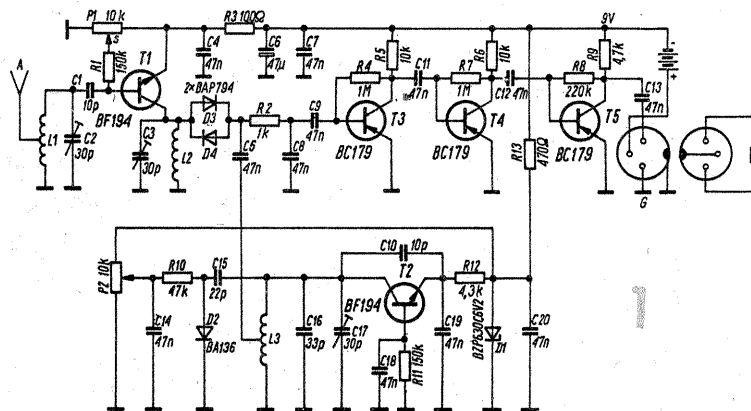 P1 10k
R3 100Ω
9V
S
R1
150k
T1
C4
47n
C6
47µ
C7
47n
R5
10k
R6
10k
R9
4,7k
A
C1
10p
BF194
2×BAP794
D3
D4
R4
1M
C11
47n
R7
1M
C12
47n
R8
220k
C13
47n
L1
C2
30p
C3
30p
L2
R2
1k
C9
47n
C6
47n
C8
47n
T3
BC179
T4
BC179
R13
470Ω
T5
BC179
G
P2 10k
R10
47k
C15
22p
C10
10p
T2
BF194
R12
4,3k
C14
47n
D2
BA136
L3
C16
33p
C17
30p
C18
47n
R11 150k
C19
47n
D1
C20
47n
1